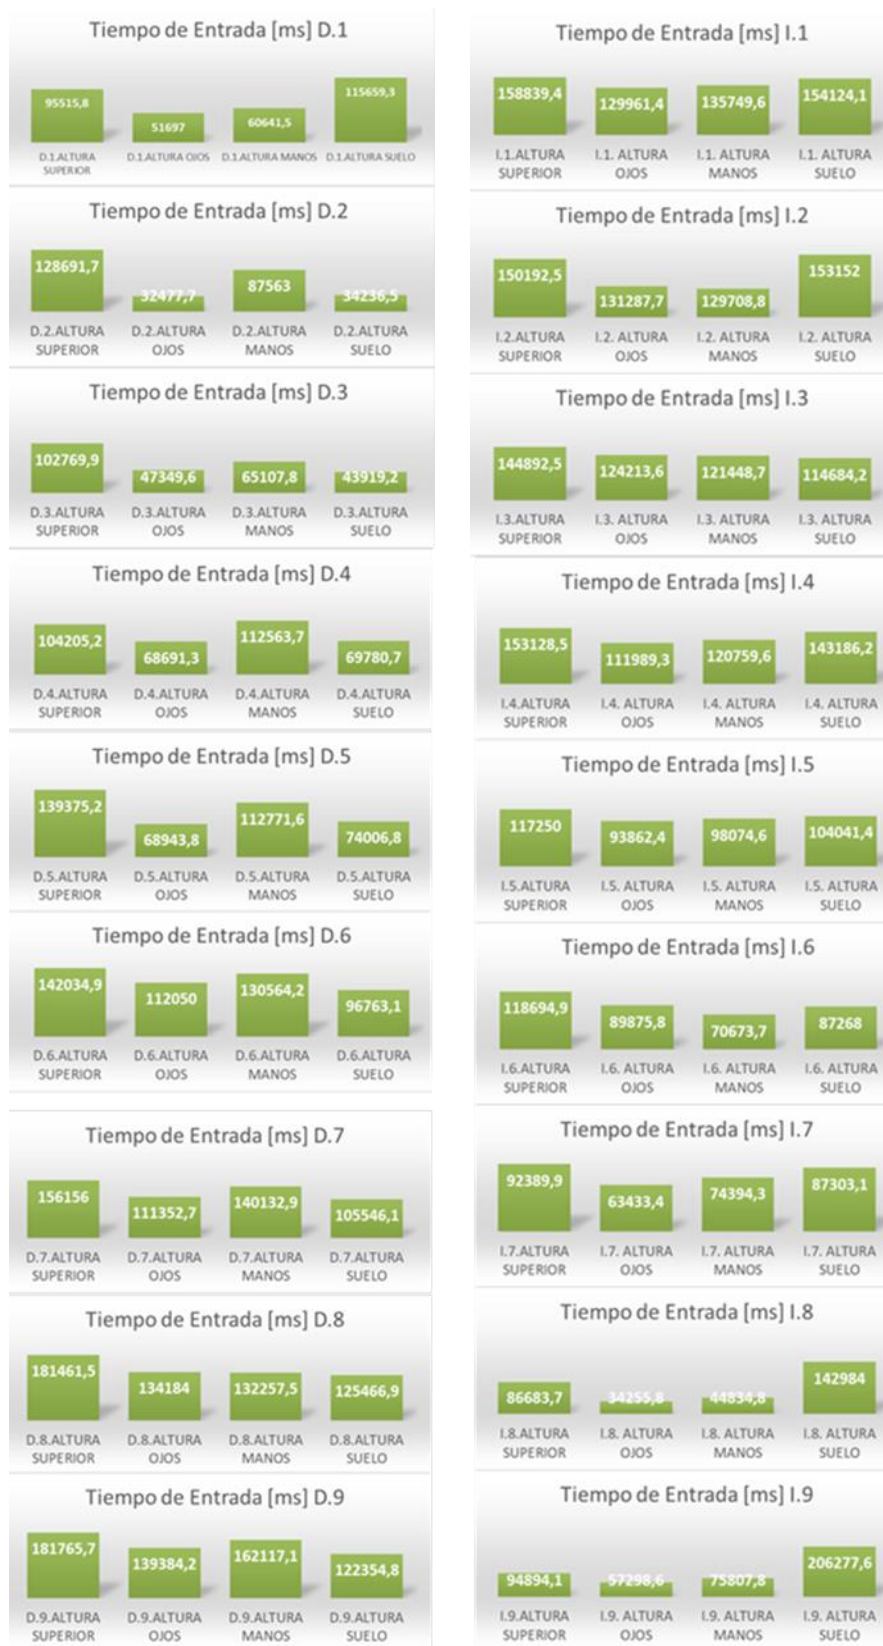 Tiempo de Entrada [ms] D.1
95515,8 51697 60641,5 115659,3
D.1.ALTURA SUPERIOR D.1.ALTURA OJOS D.1.ALTURA MANOS D.1.ALTURA SUELO
Tiempo de Entrada [ms] D.2
128691,7 32477,7 87563 34236,5
D.2.ALTURA SUPERIOR D.2.ALTURA OJOS D.2.ALTURA MANOS D.2.ALTURA SUELO
Tiempo de Entrada [ms] D.3
102769,9 47349,6 65107,8 43919,2
D.3.ALTURA SUPERIOR D.3.ALTURA OJOS D.3.ALTURA MANOS D.3.ALTURA SUELO
Tiempo de Entrada [ms] D.4
104205,2 68691,3 112563,7 69780,7
D.4.ALTURA SUPERIOR D.4.ALTURA OJOS D.4.ALTURA MANOS D.4.ALTURA SUELO
Tiempo de Entrada [ms] D.5
139375,2 68943,8 112771,6 74006,8
D.5.ALTURA SUPERIOR D.5.ALTURA OJOS D.5.ALTURA MANOS D.5.ALTURA SUELO
Tiempo de Entrada [ms] D.6
142034,9 112050 130564,2 96763,1
D.6.ALTURA SUPERIOR D.6.ALTURA OJOS D.6.ALTURA MANOS D.6.ALTURA SUELO
Tiempo de Entrada [ms] D.7
156156 111352,7 140132,9 105546,1
D.7.ALTURA SUPERIOR D.7.ALTURA OJOS D.7.ALTURA MANOS D.7.ALTURA SUELO
Tiempo de Entrada [ms] D.8
181461,5 134184 132257,5 125466,9
D.8.ALTURA SUPERIOR D.8.ALTURA OJOS D.8.ALTURA MANOS D.8.ALTURA SUELO
Tiempo de Entrada [ms] D.9
181765,7 139384,2 162117,1 122354,8
D.9.ALTURA SUPERIOR D.9.ALTURA OJOS D.9.ALTURA MANOS D.9.ALTURA SUELO
Tiempo de Entrada [ms] I.1
158839,4 129961,4 135749,6 154124,1
I.1.ALTURA SUPERIOR I.1. ALTURA OJOS I.1. ALTURA MANOS I.1. ALTURA SUELO
Tiempo de Entrada [ms] I.2
150192,5 131287,7 129708,8 153152
I.2.ALTURA SUPERIOR I.2. ALTURA OJOS I.2. ALTURA MANOS I.2. ALTURA SUELO
Tiempo de Entrada [ms] I.3
144892,5 124213,6 121448,7 114684,2
I.3.ALTURA SUPERIOR I.3. ALTURA OJOS I.3. ALTURA MANOS I.3. ALTURA SUELO
Tiempo de Entrada [ms] I.4
153128,5 111989,3 120759,6 143186,2
I.4.ALTURA SUPERIOR I.4. ALTURA OJOS I.4. ALTURA MANOS I.4. ALTURA SUELO
Tiempo de Entrada [ms] I.5
117250 93862,4 98074,6 104041,4
I.5.ALTURA SUPERIOR I.5. ALTURA OJOS I.5. ALTURA MANOS I.5. ALTURA SUELO
Tiempo de Entrada [ms] I.6
118694,9 89875,8 70673,7 87268
I.6.ALTURA SUPERIOR I.6. ALTURA OJOS I.6. ALTURA MANOS I.6. ALTURA SUELO
Tiempo de Entrada [ms] I.7
92389,9 63433,4 74394,3 87303,1
I.7.ALTURA SUPERIOR I.7. ALTURA OJOS I.7. ALTURA MANOS I.7. ALTURA SUELO
Tiempo de Entrada [ms] I.8
86683,7 34255,8 44834,8 142984
I.8.ALTURA SUPERIOR I.8. ALTURA OJOS I.8. ALTURA MANOS I.8. ALTURA SUELO
Tiempo de Entrada [ms] I.9
94894,1 57298,6 75807,8 206277,6
I.9.ALTURA SUPERIOR I.9. ALTURA OJOS I.9. ALTURA MANOS I.9. ALTURA SUELO